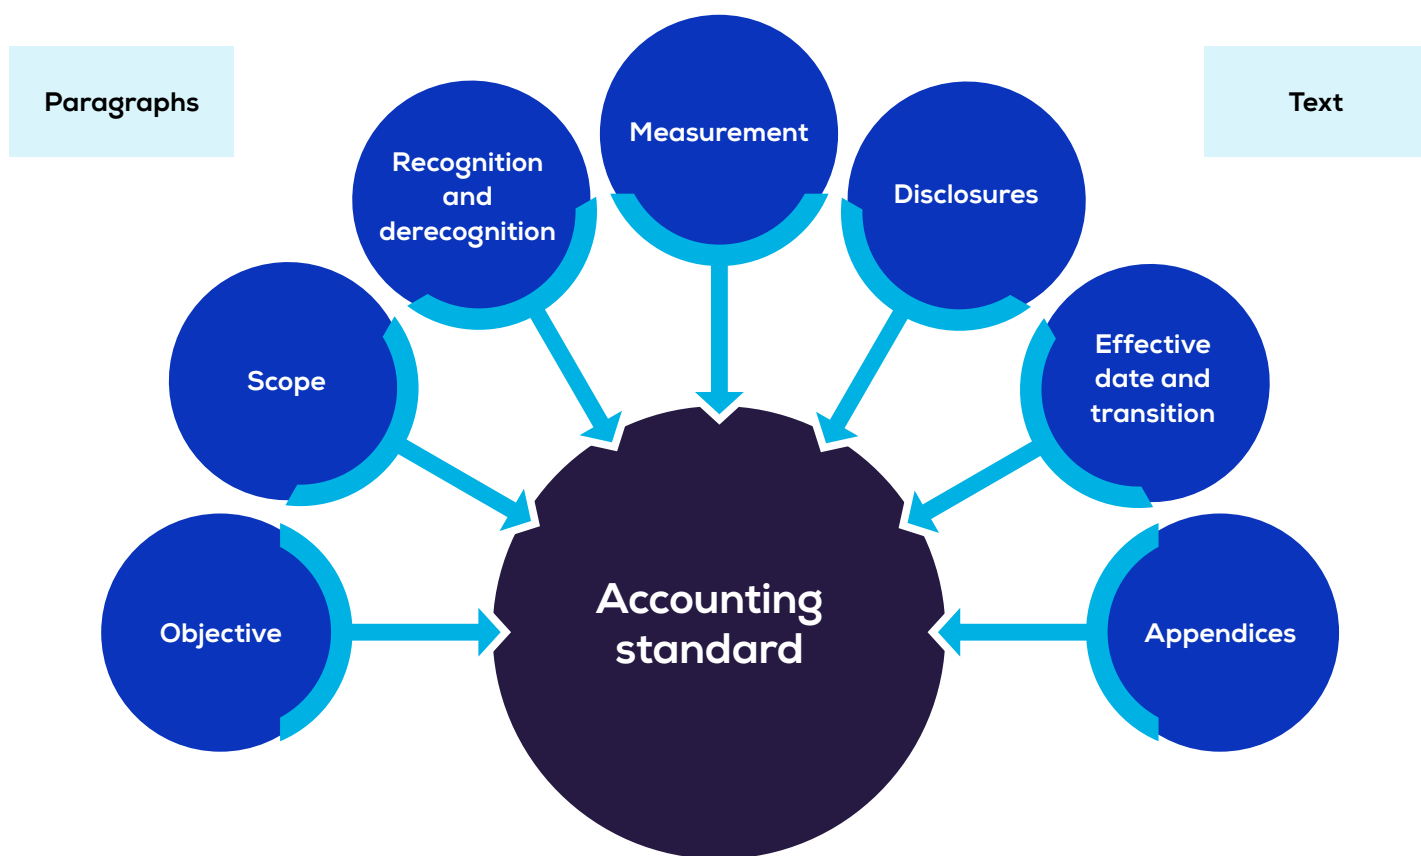 Paragraphs
Text
Measurement
Recognition
and
derecognition
Disclosures
Scope
Effective
date and
transition
Objective
Accounting
standard
Appendices